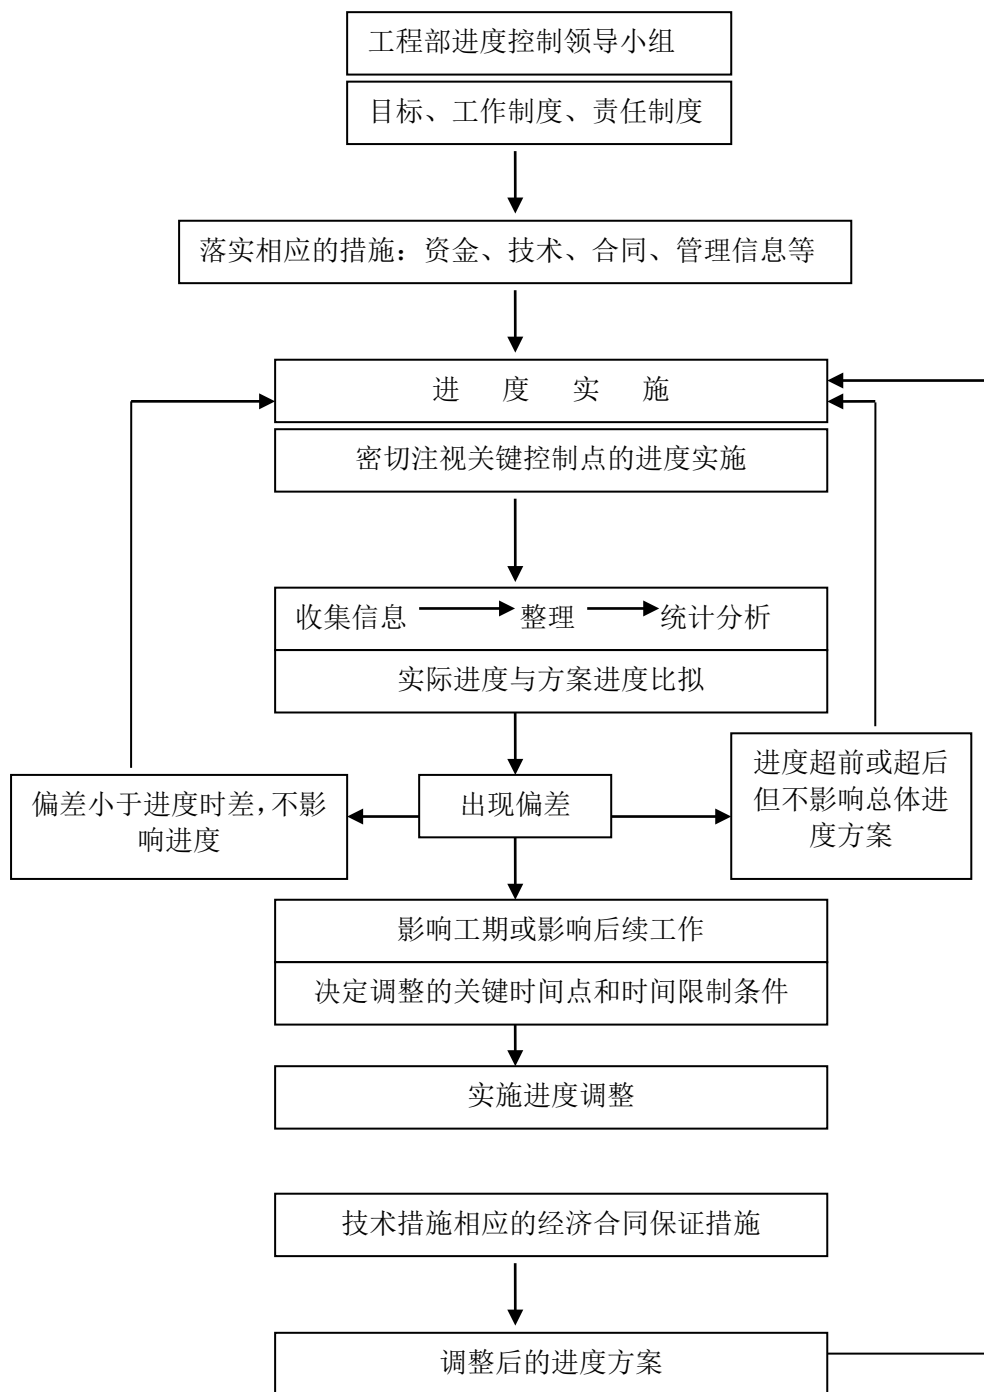 工程部进度控制领导小组
目标、工作制度、责任制度
落实相应的措施：资金、技术、合同、管理信息等
进 度 实 施
密切注视关键控制点的进度实施
收集信息 整理 统计分析
实际进度与方案进度比拟
偏差小于进度时差，不影
响进度
出现偏差
进度超前或超后
但不影响总体进
度方案
影响工期或影响后续工作
决定调整的关键时间点和时间限制条件
实施进度调整
技术措施相应的经济合同保证措施
调整后的进度方案